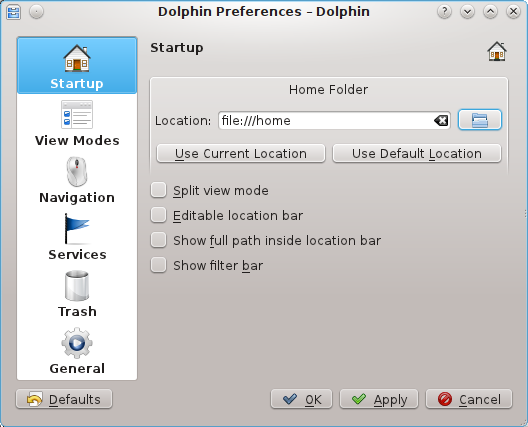 Dolphin Preferences – Dolphin
Startup
View Modes
Navigation
Services
Trash
General
Startup
Home Folder
Location: file:///home
Use Current Location Use Default Location
Split view mode
Editable location bar
Show full path inside location bar
Show filter bar
Defaults OK Apply Cancel